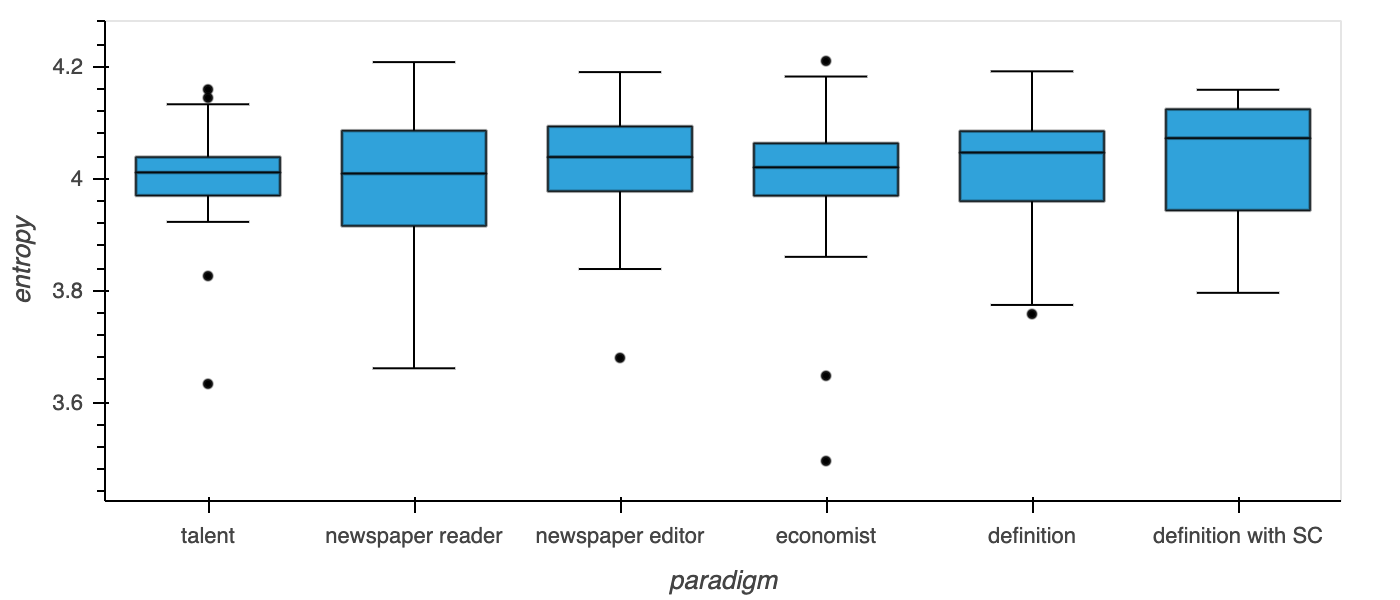 entropy
4.2
4
3.8
3.6
talent
newspaper reader
newspaper editor
economist
definition
definition with SC
paradigm